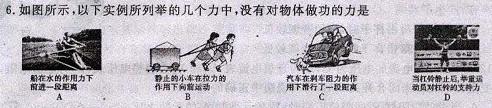 6.如图所示,以下实例所列举的几个力中,没有对物体做功的力是
船在水的作用力下
前进一段距离
A
静止的小车在拉力的
作用下向前运动
B
汽车在刹车阻力的作
用下滑行了一段距离
C
当杠铃静止后,举重运
动员对杠铃的支持力
D